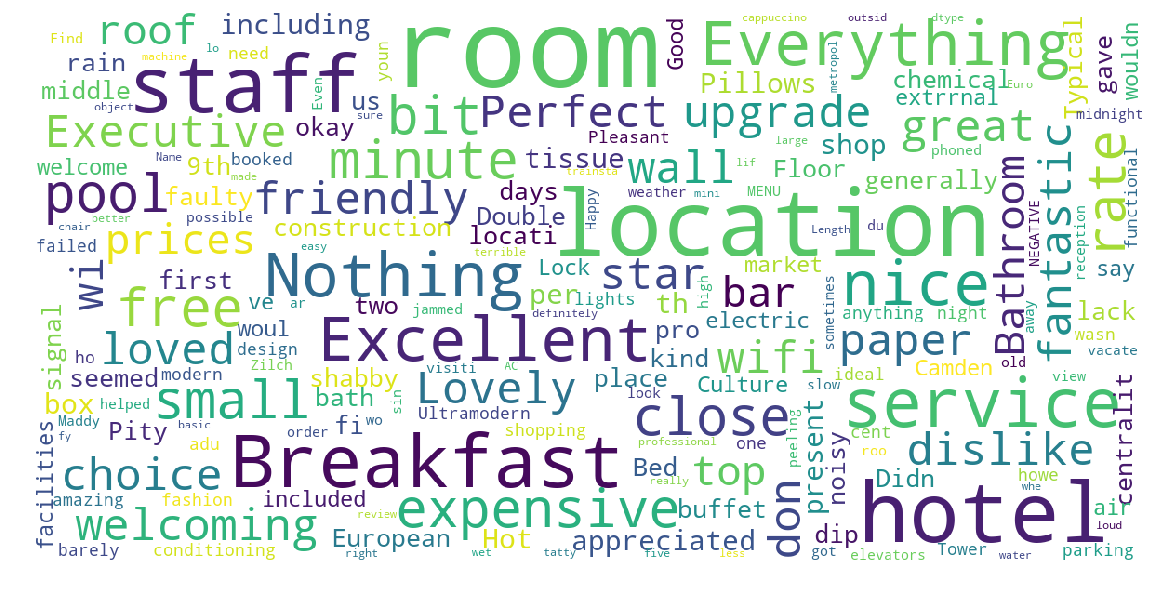 Find
roof
including
room
Good
Everything
cappuccino
outsid
dtype
Typical
gave
wouldn
rain
machine
lo
need
youn
staff
metropol
Pillows
chemical
Euro
middle
object
Even
us
sure
bit
Perfect
upgrade
extrrnal
midnight
Executive
okay
Pleasant
large
shop
great
phoned
welcome
Name
9th
booked
minute
tissue
wall
Floor
fantastic
rate
pool
made
faulty
friendly
trainsta
lif
days
weather
mini
MENU
generally
Bathroom
functional
better
possible
Double
Happy
location
NEGATIVE
reception
chair
failed
prices
construction
locati
Length
du
say
wi
easy
terrible
Nothing
Lock
star
market
first
per
lights
high
bar
nice
free
ve
ar
two
jammed
definitely
th
sometimes
anything
night
away
lack
signal
woul
electric
wasn
ho
loved
design
Excellent
pro
kind
wifi
paper
old
vacate
seemed
modern
Zilch
shabby
visiti
AC
place
Culture
slow
ideal
Camden
view
box
helped
small
bath
sin
Lovely
look
close
service
Maddy
basic
Ultramodern
fy
Pity
order
fi
wo
shopping
one
peeling
present
noisy
cent
centralit
facilities
adu
professional
roo
dislike
choice
Breakfast
really
Bed
top
Didn
howe
whe
amazing
fashion
included
expensive
buffet
don
hotel
air
loud
welcoming
review
European
Hot
appreciated
dip
barely
conditioning
right
wet
tatty
five
less
got
elevators
Tower
water
parking